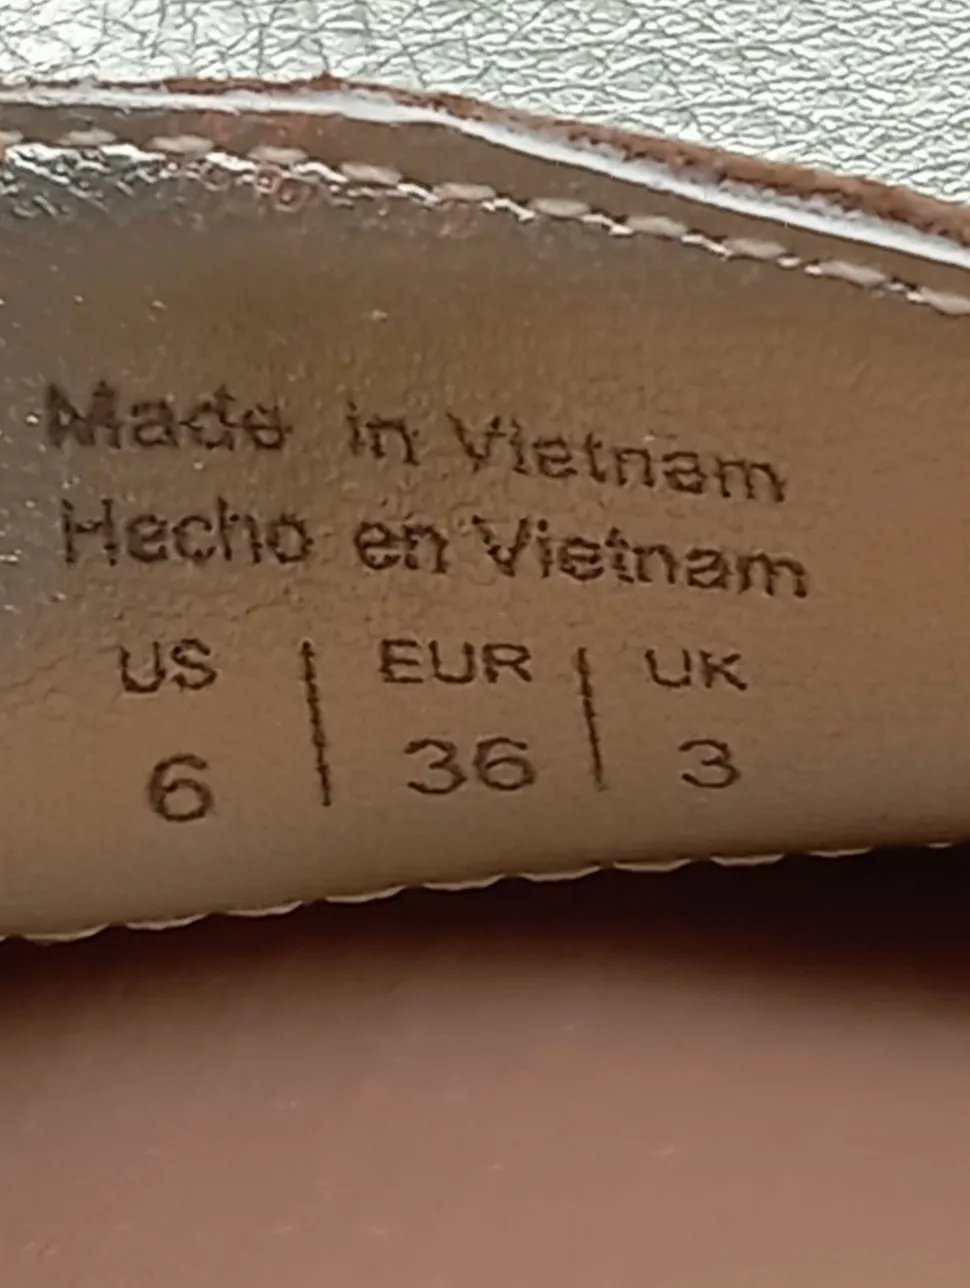 Made in Vietnam
Hecho en Vietnam
US | EUR | UK
6 | 36 | 3